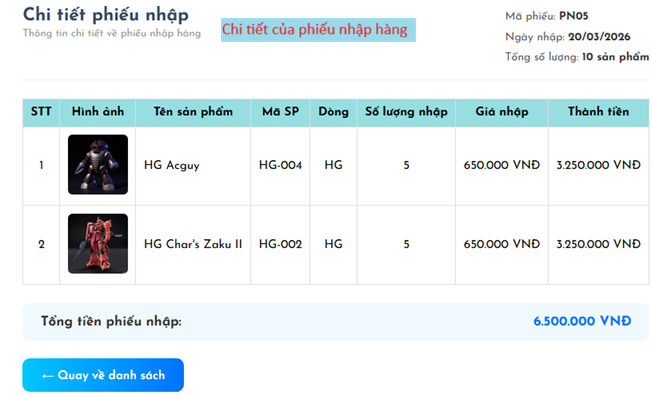 Chi tiết phiếu nhập
Thông tin chi tiết về phiếu nhập hàng
Chi tiết của phiếu nhập hàng
Mã phiếu: PN05
Ngày nhập: 20/03/2026
Tổng số lượng: 10 sản phẩm
STT Hình ảnh Tên sản phẩm Mã SP Dòng Số lượng nhập Giá nhập Thành tiền
1 HG Acguy HG-004 HG 5 650.000 VNĐ 3.250.000 VNĐ
2 HG Char's Zaku II HG-002 HG 5 650.000 VNĐ 3.250.000 VNĐ
Tổng tiền phiếu nhập: 6.500.000 VNĐ
← Quay về danh sách